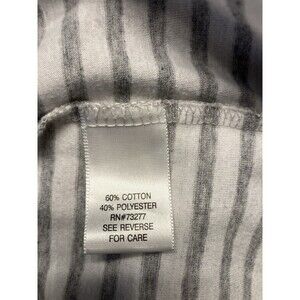 60% COTTON
40% POLYESTER
RN#73277
SEE REVERSE
FOR CARE